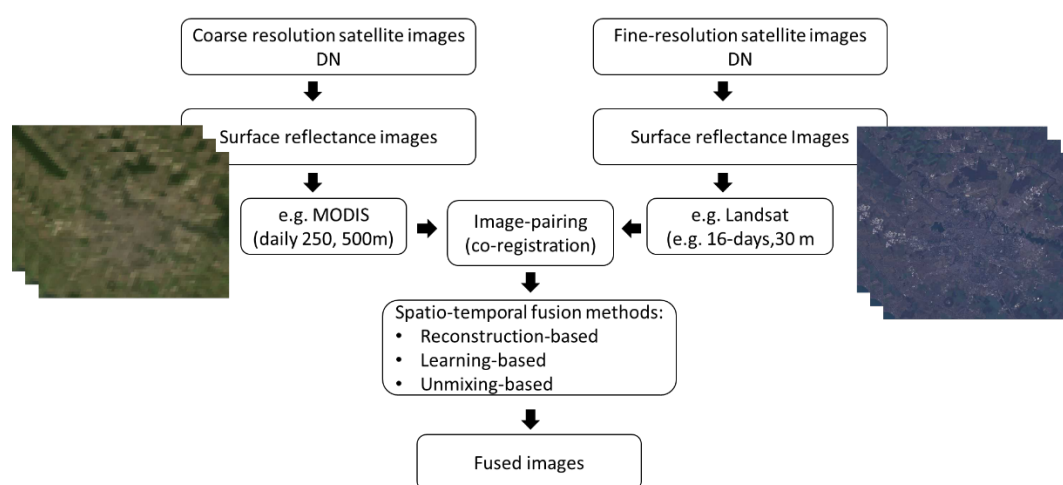 Coarse resolution satellite images
DN
Fine-resolution satellite images
DN
Surface reflectance images
Surface reflectance Images
e.g. MODIS
(daily 250, 500m)
Image-pairing
(co-registration)
e.g. Landsat
(e.g. 16-days,30 m
Spatio-temporal fusion methods:
• Reconstruction-based
• Learning-based
• Unmixing-based
Fused images